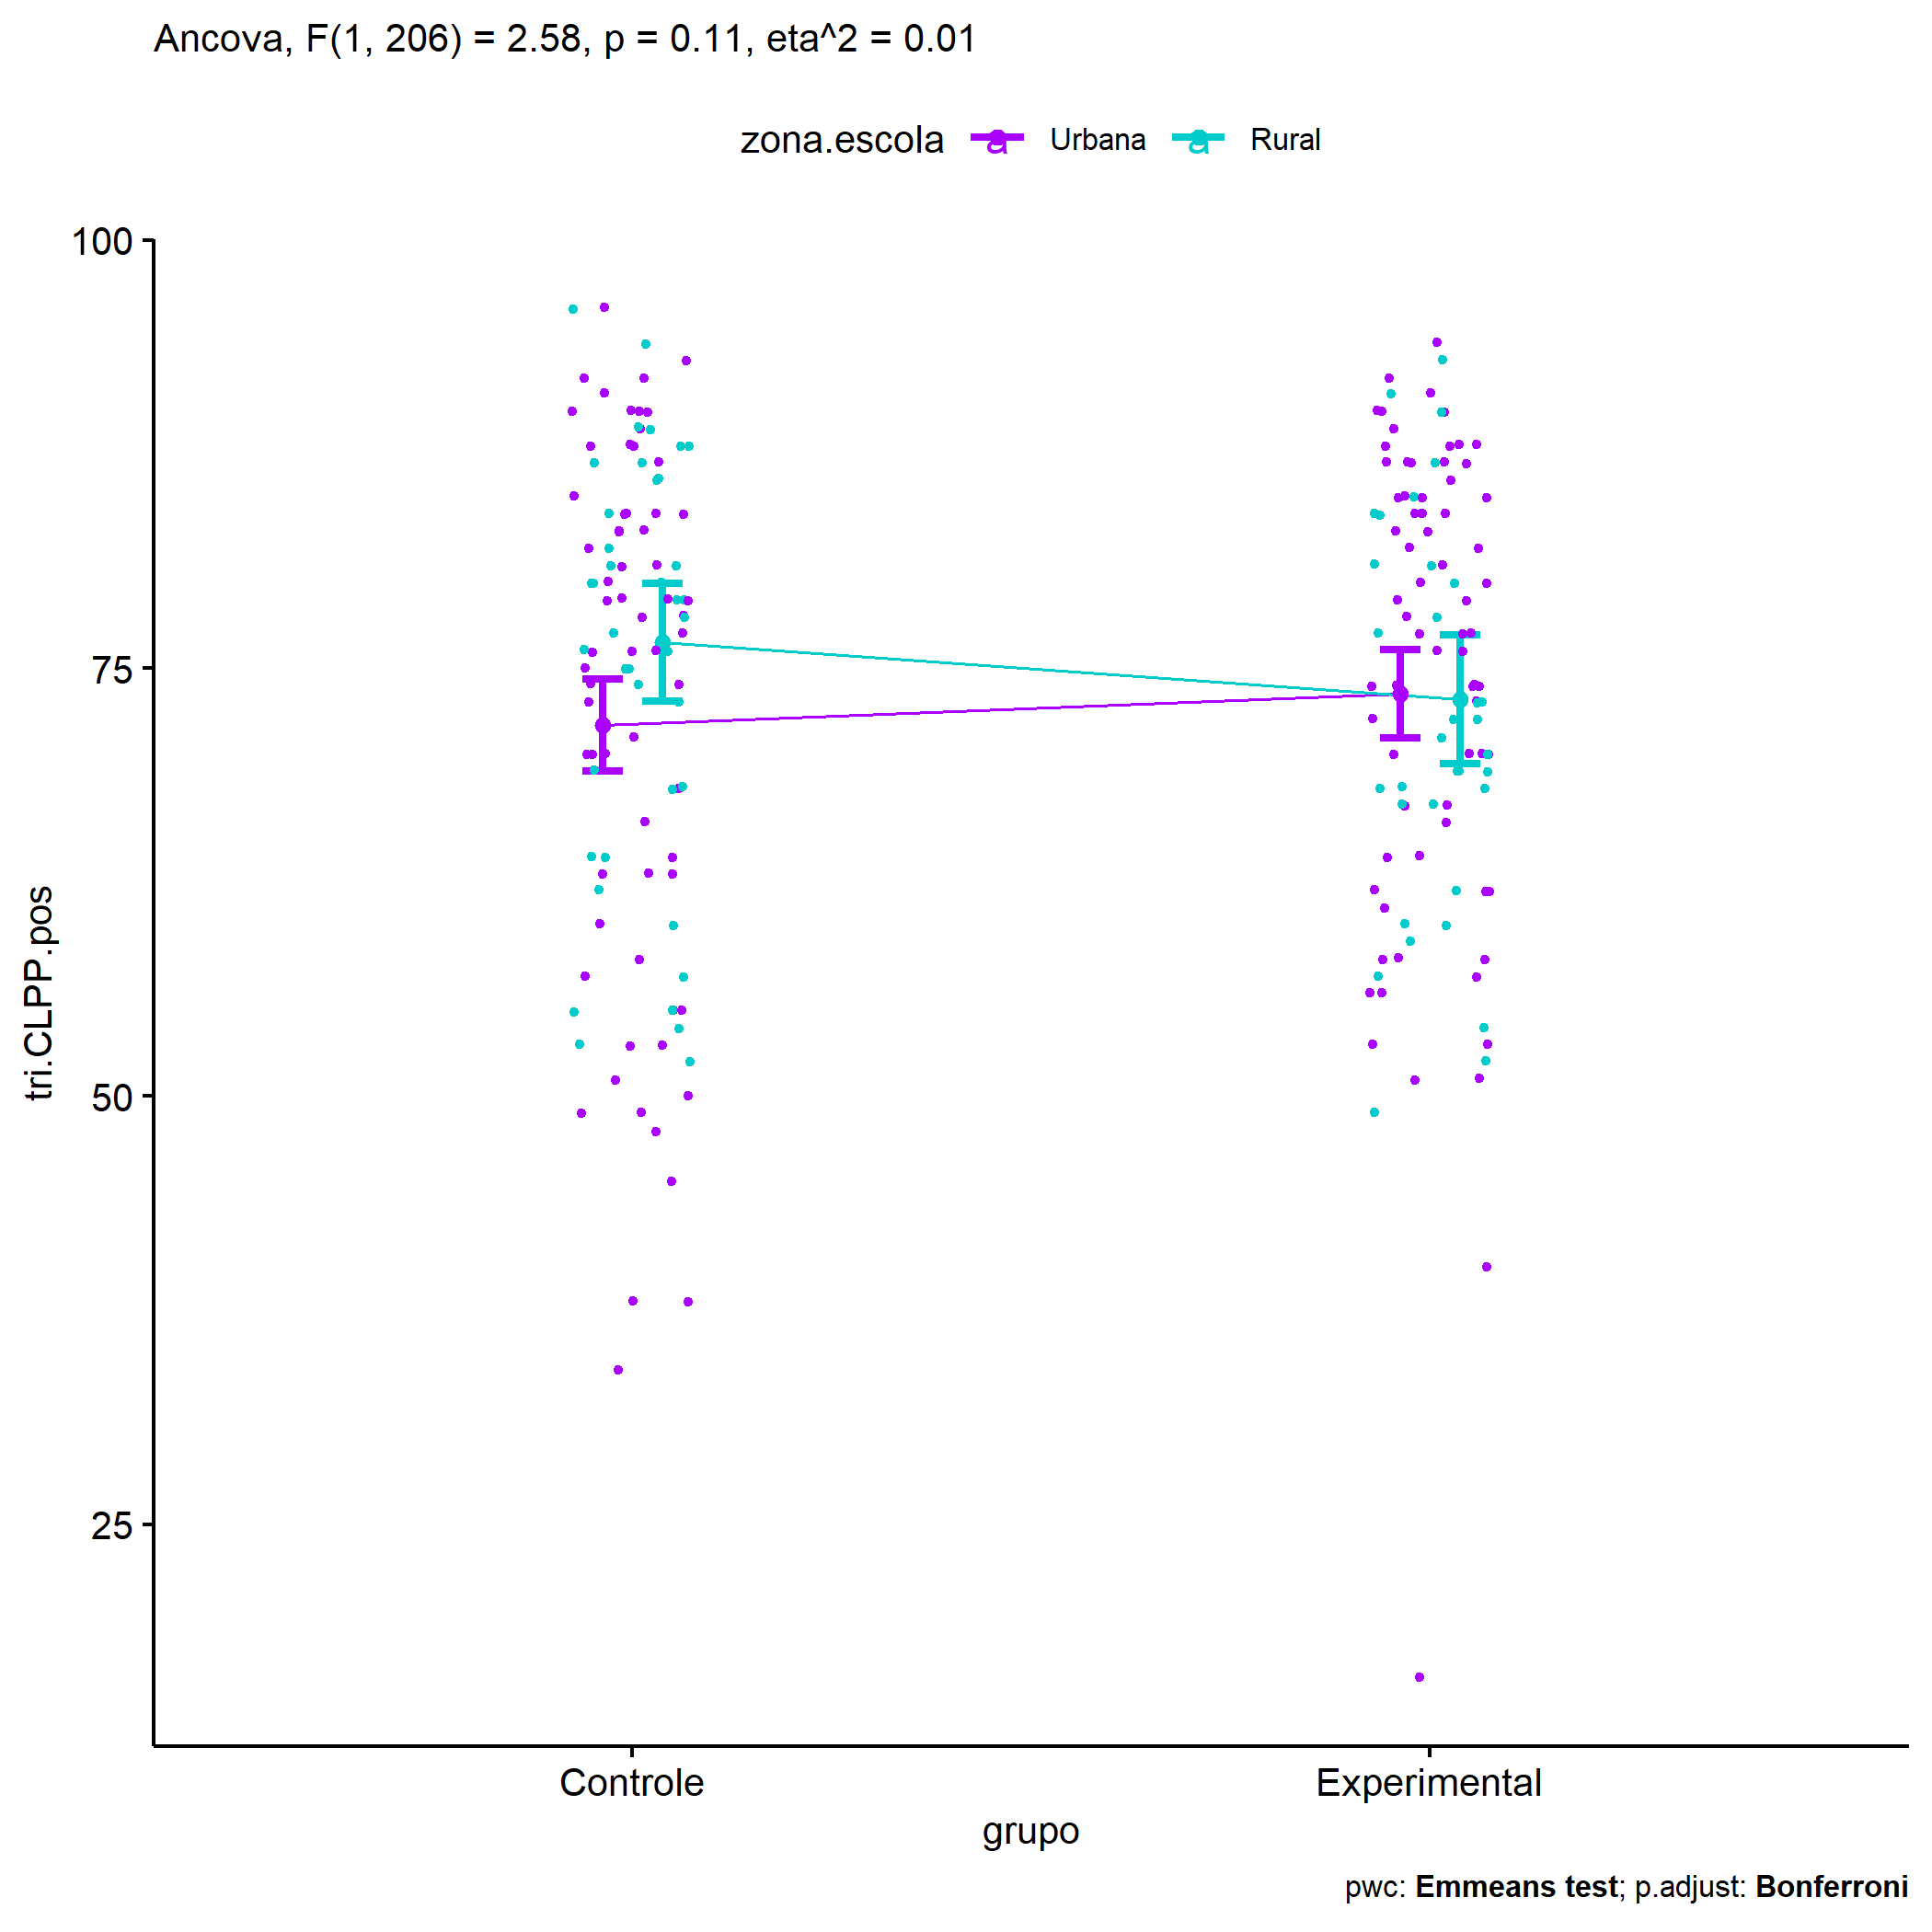 Ancova, F(1, 206) = 2.58, p = 0.11, eta^2 = 0.01
zona.escola a Urbana a Rural
100
75
50
25
tri.CLPP.pos
Controle Experimental
grupo
pwc: Emmeans test; p.adjust: Bonferroni